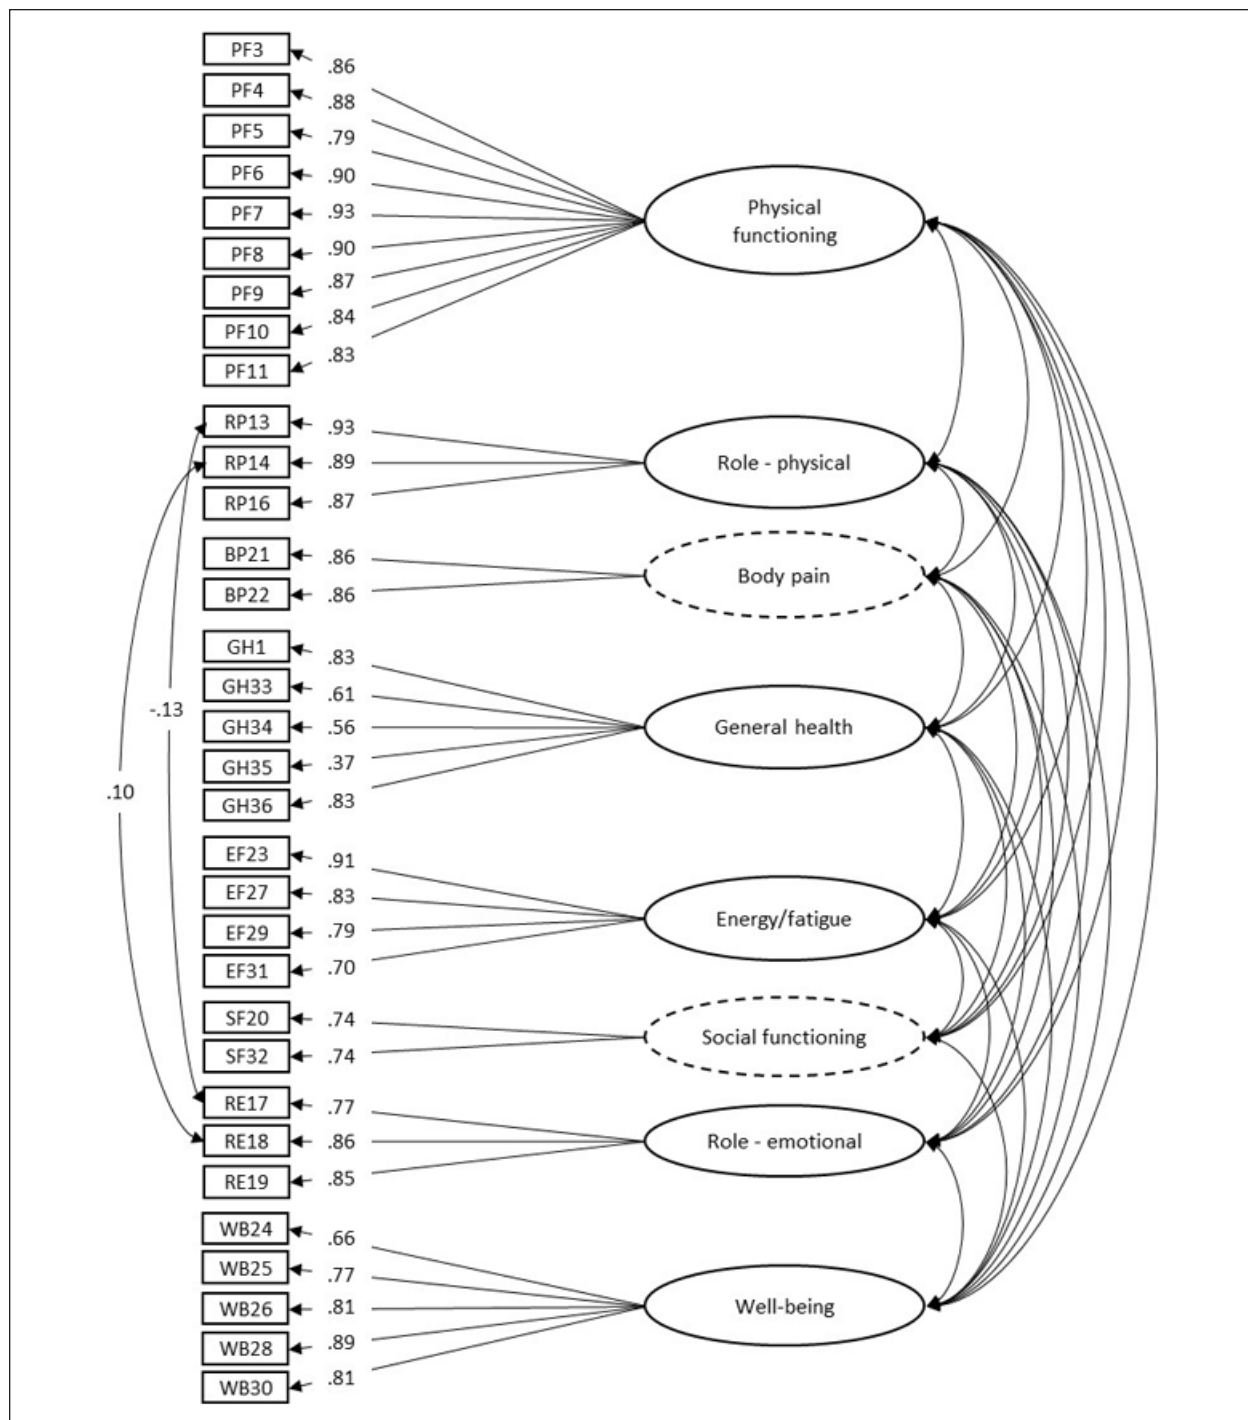 PF3
.86
PF4
.88
PF5
.79
PF6
.90
PF7
.93
PF8
.90
PF9
.87
PF10
.84
PF11
.83
Physical
functioning
RP13
.93
RP14
.89
RP16
.87
Role - physical
BP21
.86
BP22
.86
Body pain
GH1
.83
GH33
.61
GH34
.56
GH35
.37
GH36
.83
General health
-.13
.10
EF23
.91
EF27
.83
EF29
.79
EF31
.70
Energy/fatigue
SF20
.74
SF32
.74
Social functioning
RE17
.77
RE18
.86
RE19
.85
Role - emotional
WB24
.66
WB25
.77
WB26
.81
WB28
.89
WB30
.81
Well-being